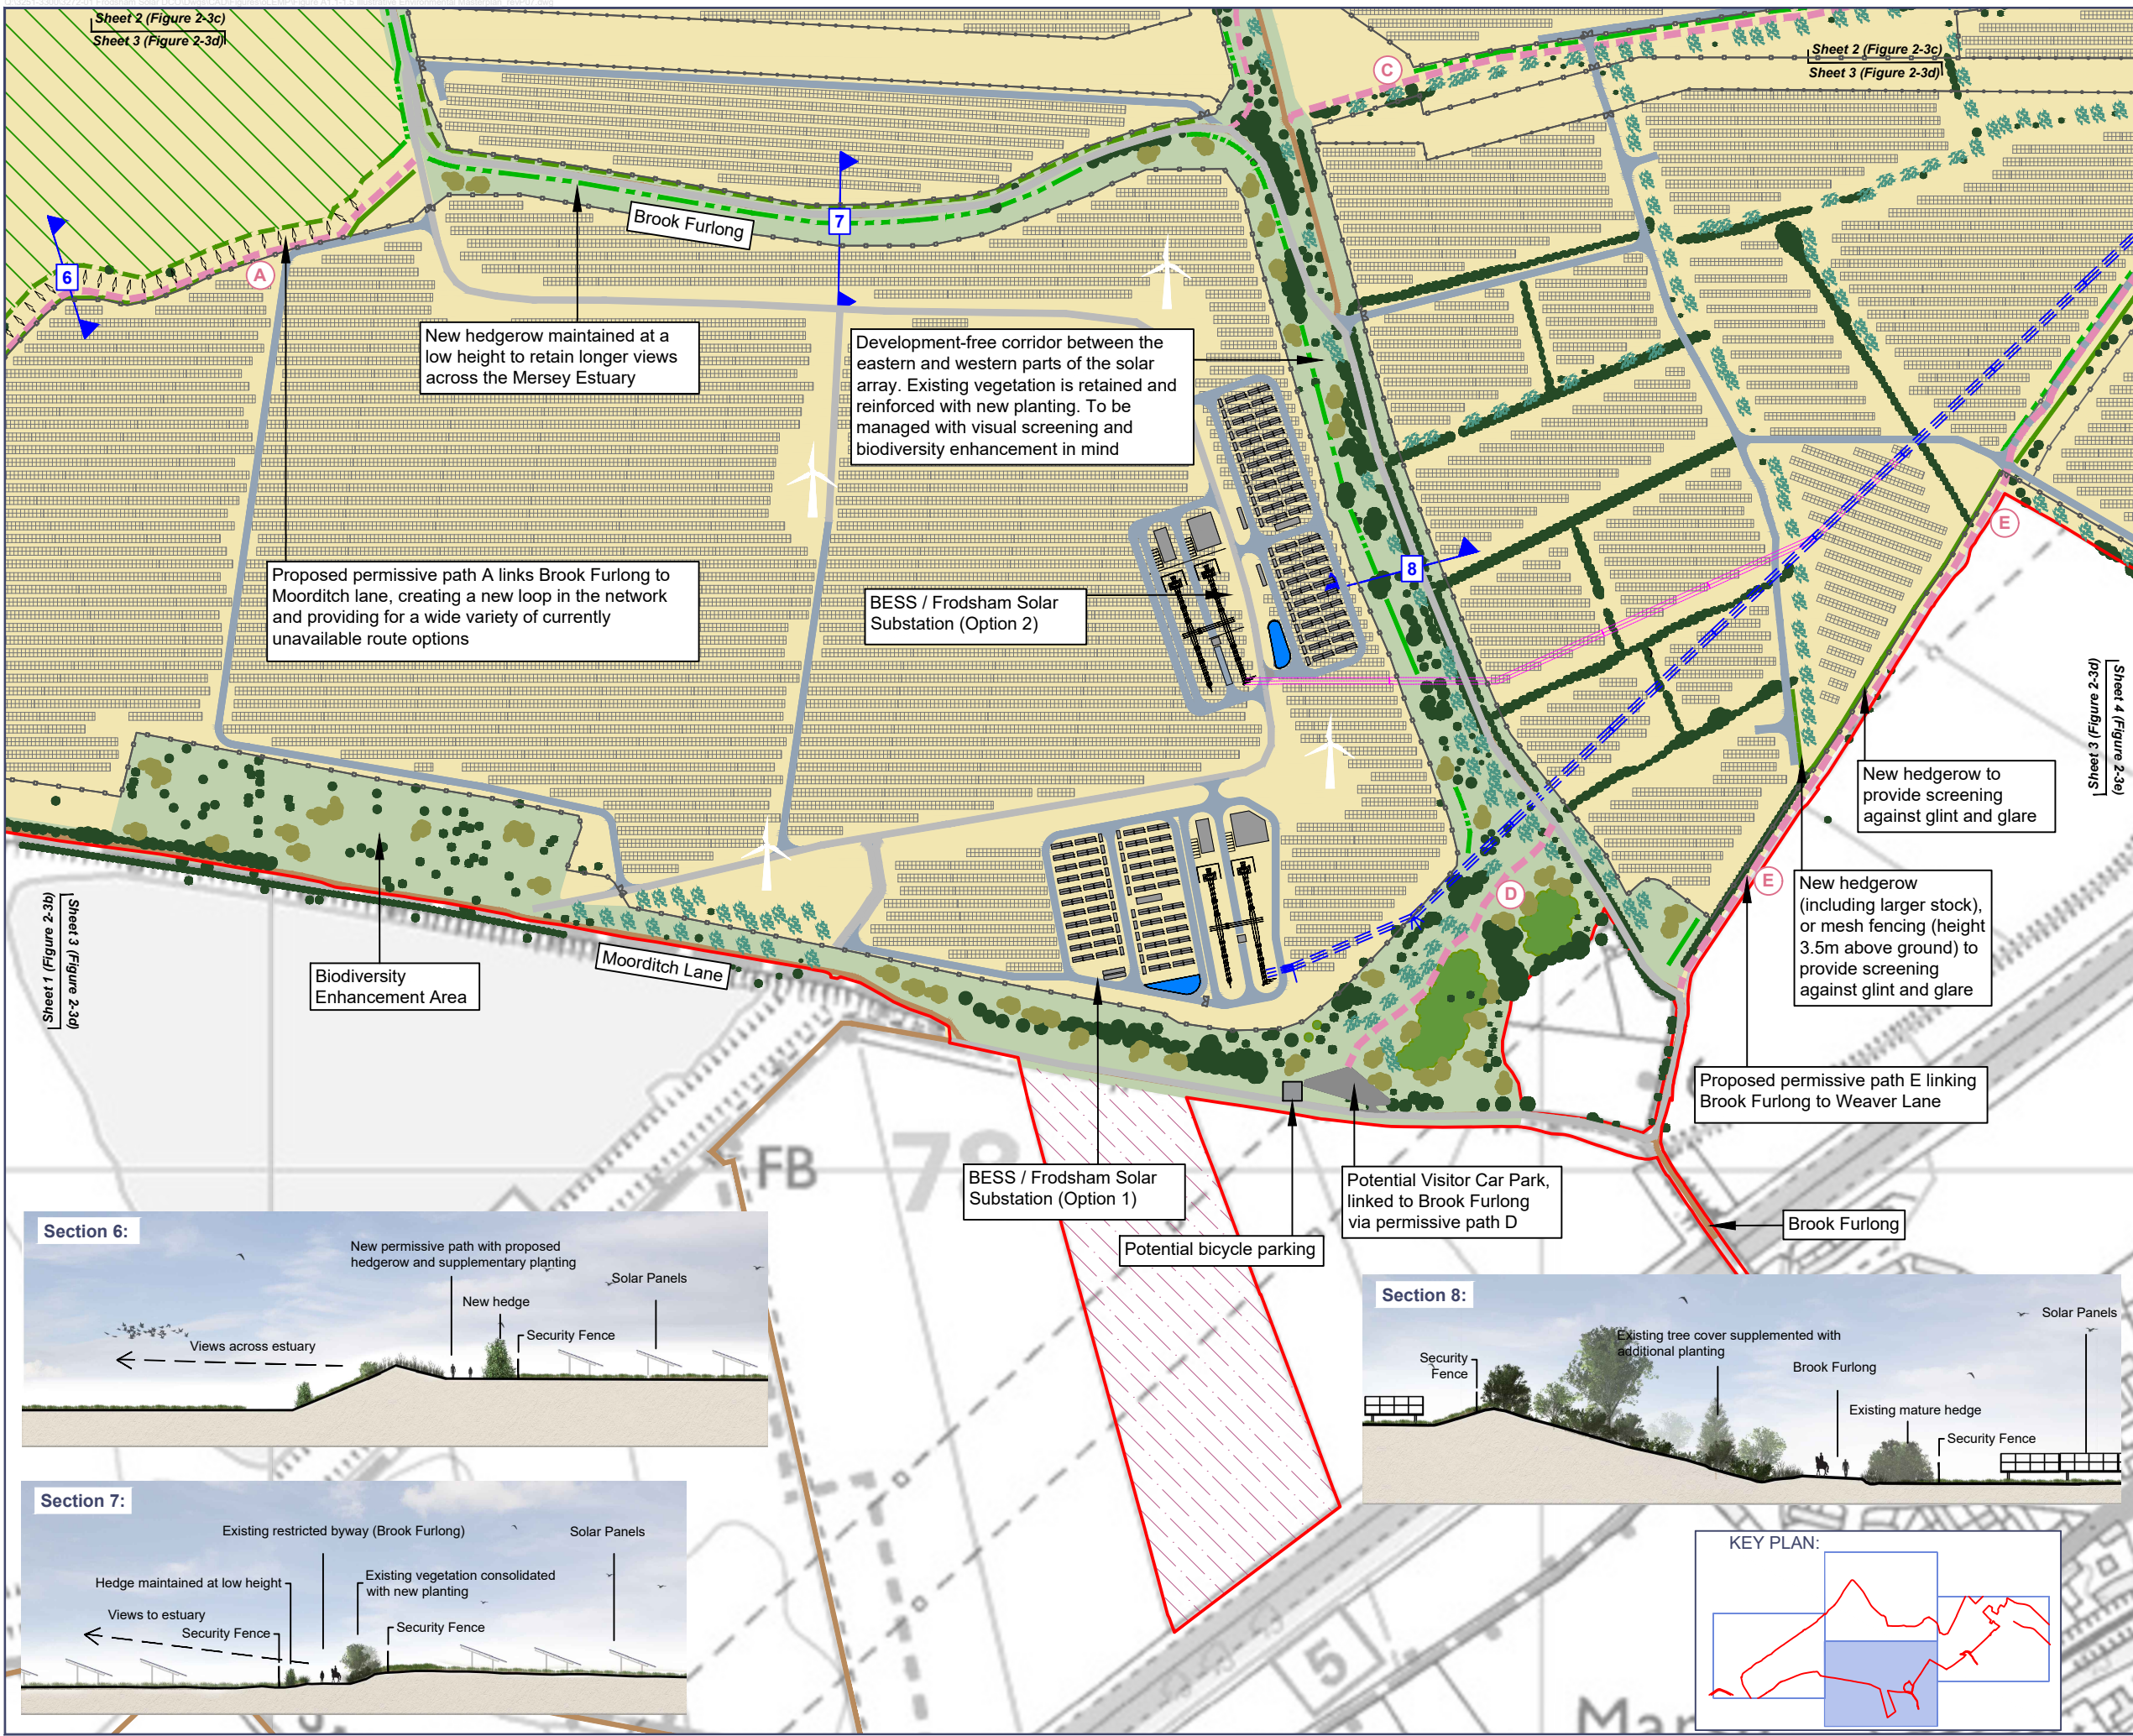 Sheet 2 (Figure 2-3c)
Sheet 3 (Figure 2-3d)
C
Sheet 2 (Figure 2-3c)
Sheet 3 (Figure 2-3d)
Brook Furlong
7
6
A
New hedgerow maintained at a
low height to retain longer views
across the Mersey Estuary
Development-free corridor between the
eastern and western parts of the solar
array. Existing vegetation is retained and
reinforced with new planting. To be
managed with visual screening and
biodiversity enhancement in mind
E
8
Proposed permissive path A links Brook Furlong to
Moorditch lane, creating a new loop in the network
and providing for a wide variety of currently
unavailable route options
BESS / Frodsham Solar
Substation (Option 2)
Sheet 3 (Figure 2-3d)
Sheet 4 (Figure 2-3e)
New hedgerow to
provide screening
against glint and glare
E
D
New hedgerow
(including larger stock),
or mesh fencing (height
3.5m above ground) to
provide screening
against glint and glare
Sheet 1 (Figure 2-3b)
Sheet 3 (Figure 2-3d)
Biodiversity
Enhancement Area
Moorditch Lane
Proposed permissive path E linking
Brook Furlong to Weaver Lane
FB
78
BESS / Frodsham Solar
Substation (Option 1)
Potential Visitor Car Park,
linked to Brook Furlong
via permissive path D
Potential bicycle parking
Brook Furlong
Section 6:
New permissive path with proposed
hedgerow and supplementary planting
Solar Panels
New hedge
Security Fence
Views across estuary
Section 8:
Solar Panels
Existing tree cover supplemented with
additional planting
Security
Fence
Brook Furlong
Existing mature hedge
Security Fence
Section 7:
Existing restricted byway (Brook Furlong)
Solar Panels
Hedge maintained at low height
Existing vegetation consolidated
with new planting
Views to estuary
Security Fence
Security Fence
KEY PLAN:
5
Mar